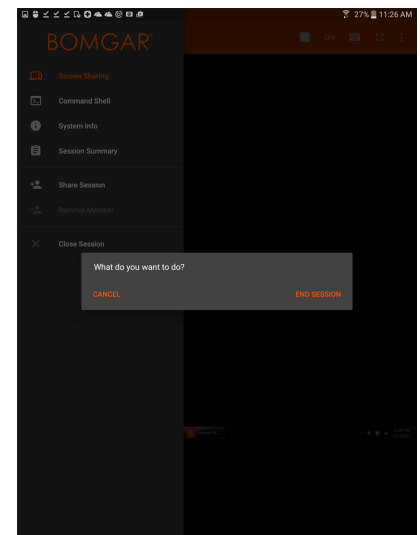 27% 11:26 AM
BOMGAR™
Screen Sharing
Command Shell
System Info
Session Summary
Share Session
Remove Member
Close Session
What do you want to do?
CANCEL END SESSION